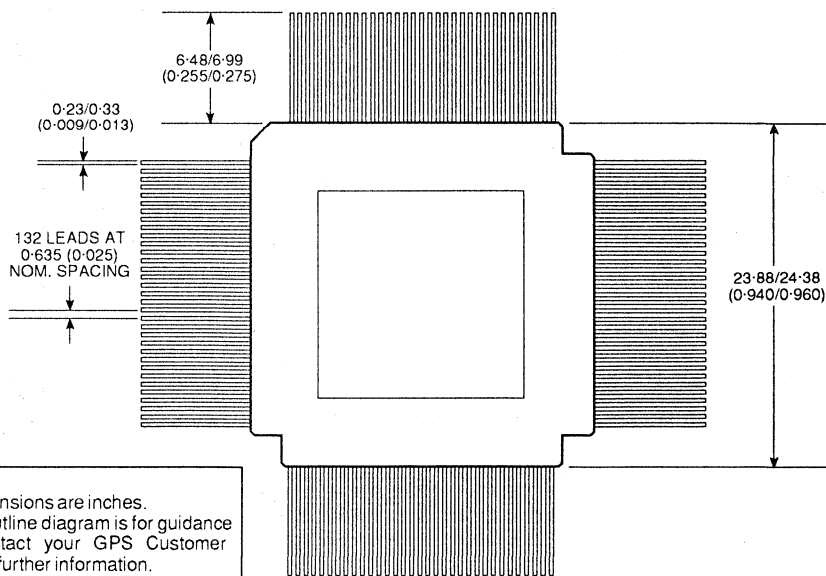 6·48/6·99
(0·255/0·275)
0·23/0·33
(0·009/0·013)
132 LEADS AT
0·635 (0·025)
NOM. SPACING
23·88/24·38
(0·940/0·960)
nsions are inches.
tline diagram is for guidance
tact your GPS Customer
further information.